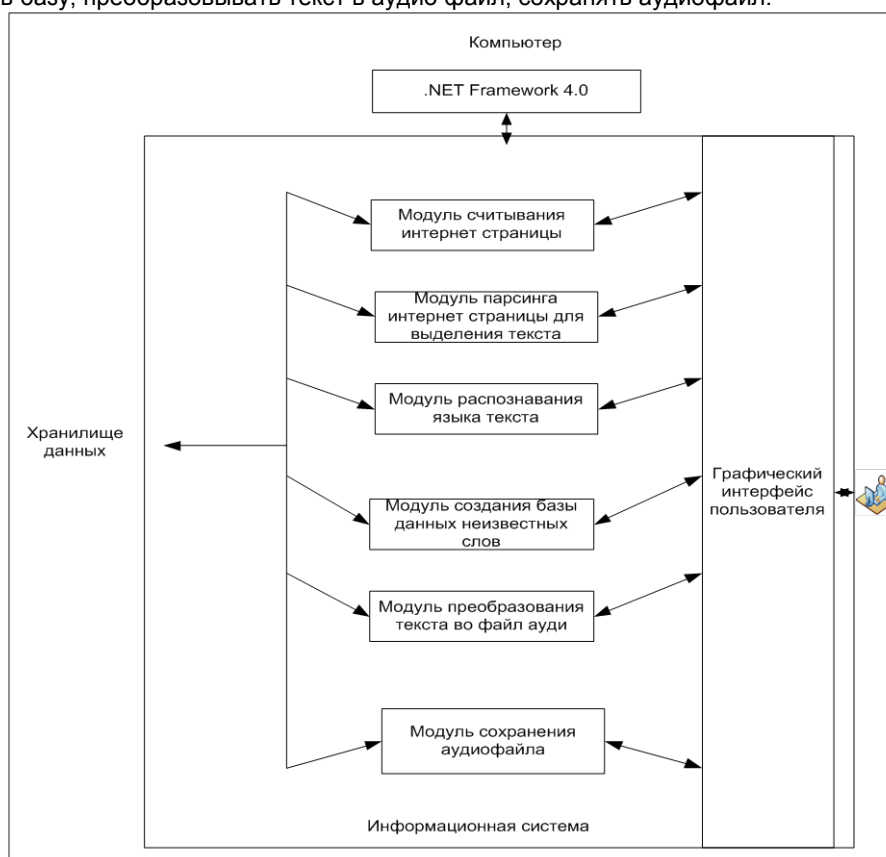 в базу, преобразовывать текст в аудио файл, сохранять аудиофайл.
Компьютер
.NET Framework 4.0
Модуль считывания
интернет страницы
Модуль парсинга
интернет страницы для
выделения текста
Модуль распознавания
языка текста
Хранилище
данных
Графический
интерфейс
пользователя
Модуль создания базы
данных неизвестных
слов
Модуль преобразования
текста во файл ауди
Модуль сохранения
аудиофайла
Информационная система